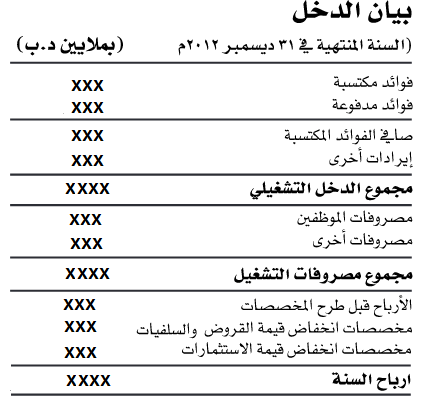 بيان الدخل
(السنة المنتهية في ٣١ ديسمبر ٢٠١٢م (بملايين د.ب)
فوائد مكتسبة xxx
فوائد مدفوعة xxx
صافي الفوائد المكتسبة xxx
إيرادات أخرى xxx
مجموع الدخل التشغيلي xxxx
مصروفات الموظفين xxx
مصروفات أخرى xxx
مجموع مصروفات التشغيل xxxx
الأرباح قبل طرح المخصصات xxx
مخصصات انخفاض قيمة القروض والسلفيات xxx
مخصصات انخفاض قيمة الاستثمارات xxx
ارباح السنة xxxx